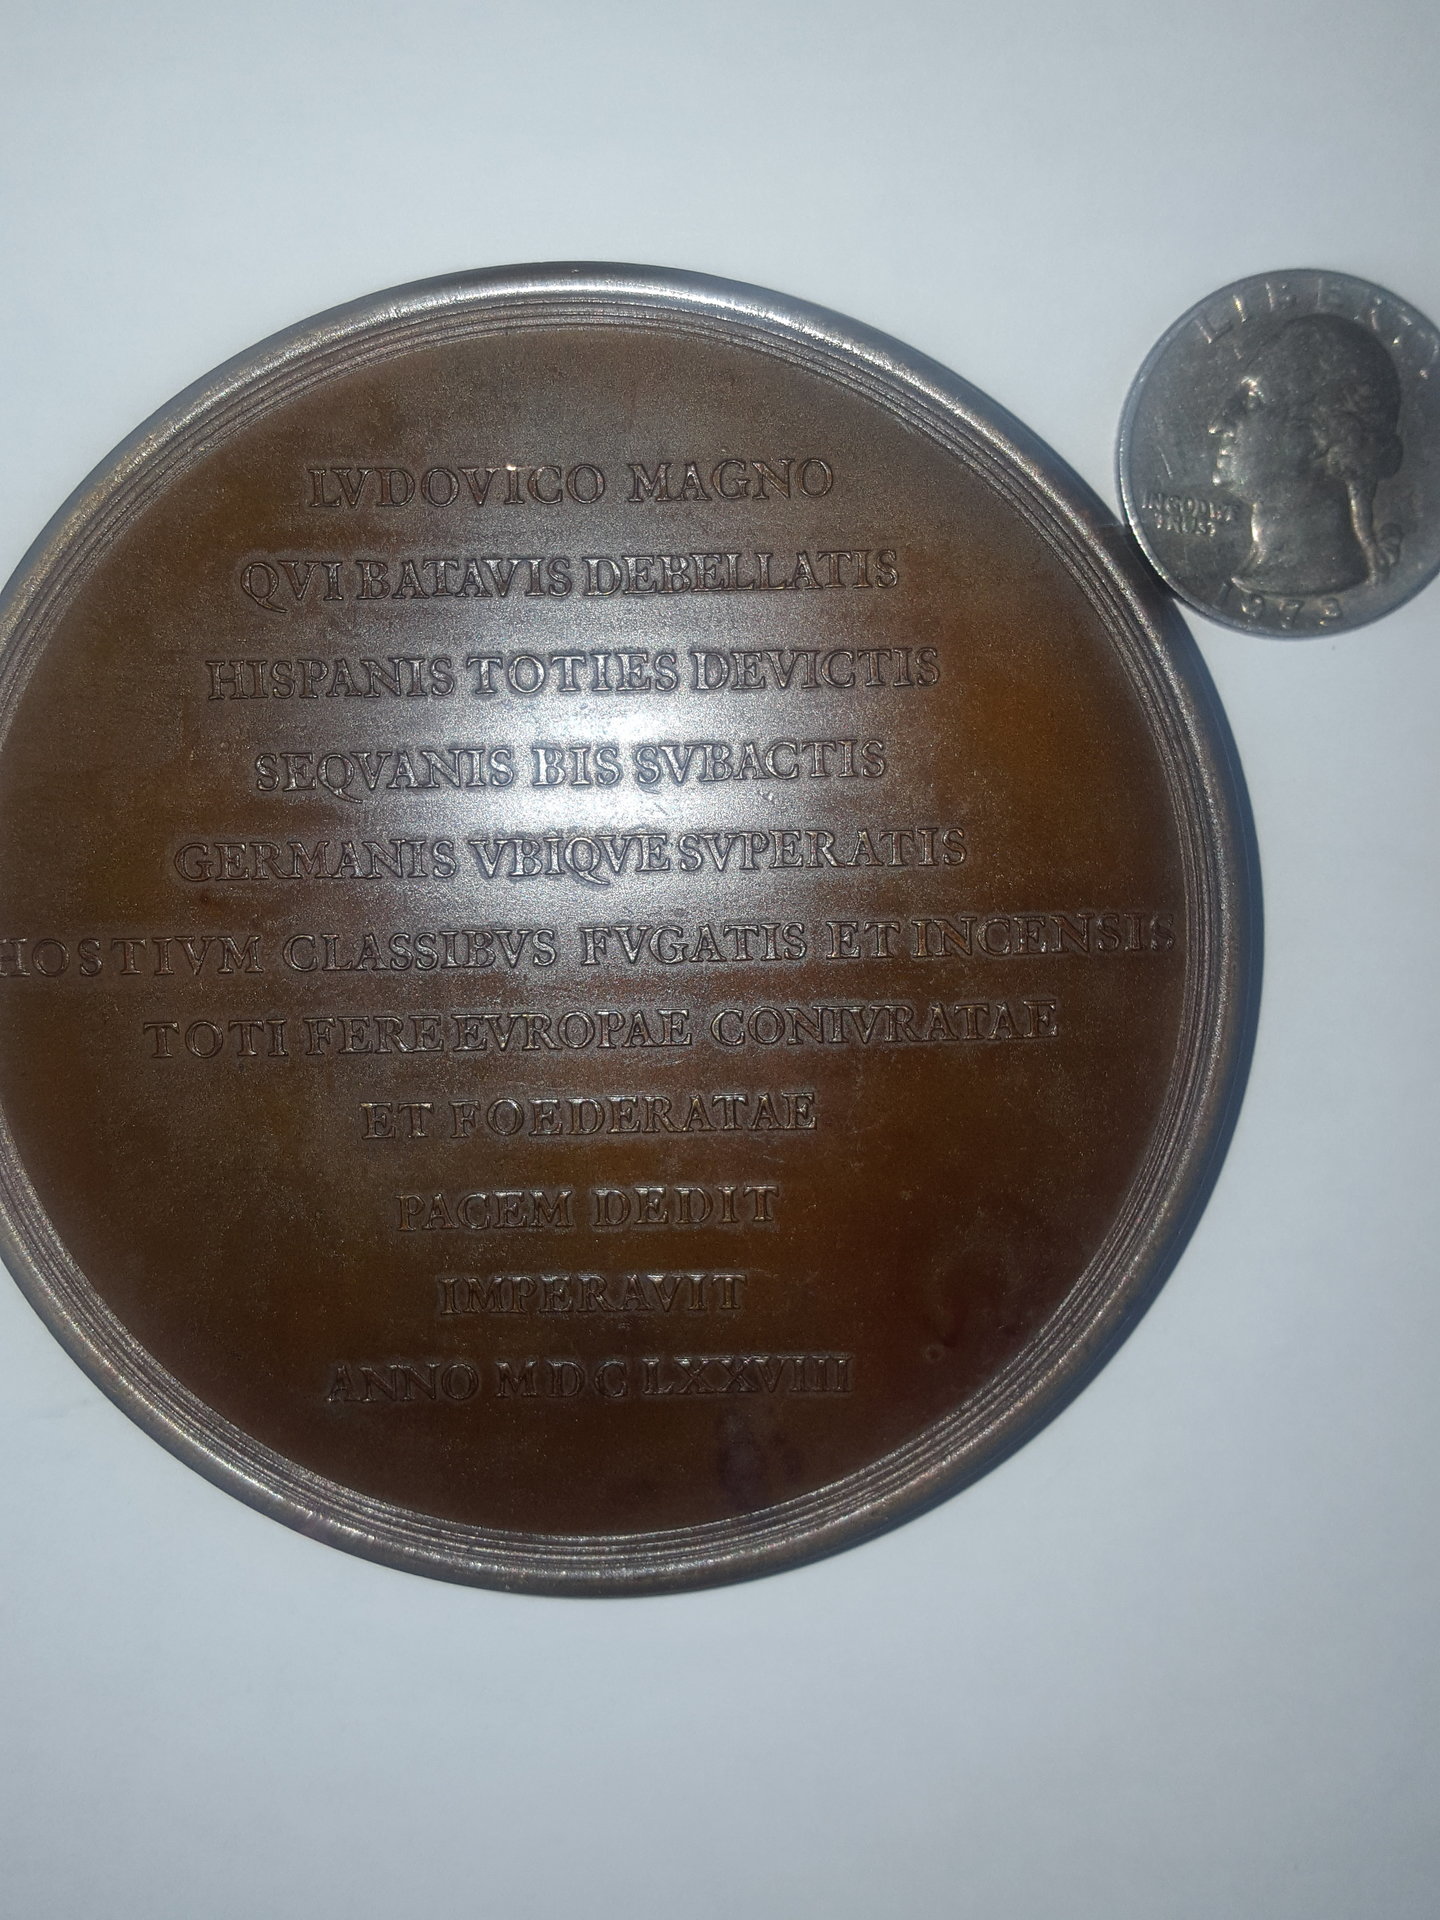 LVDOVICO MAGNO
QVI BATAVIS DEBELLATIS
HISPANIS TOTIES DEVICTIS
SEQVANIS BIS SVBACTIS
GERMANIS VBIQVE SVPERATIS
HOSTIVM CLASSIBVS FVGATIS ET INCENSIS
TOTI FERE EVROPAE CONIVRATAE
ET FOEDERATAE
PACEM DEDIT
IMPERAVIT
ANNO MDCLXXVIII
LIBERTY
IN GOD WE
TRUST
1973